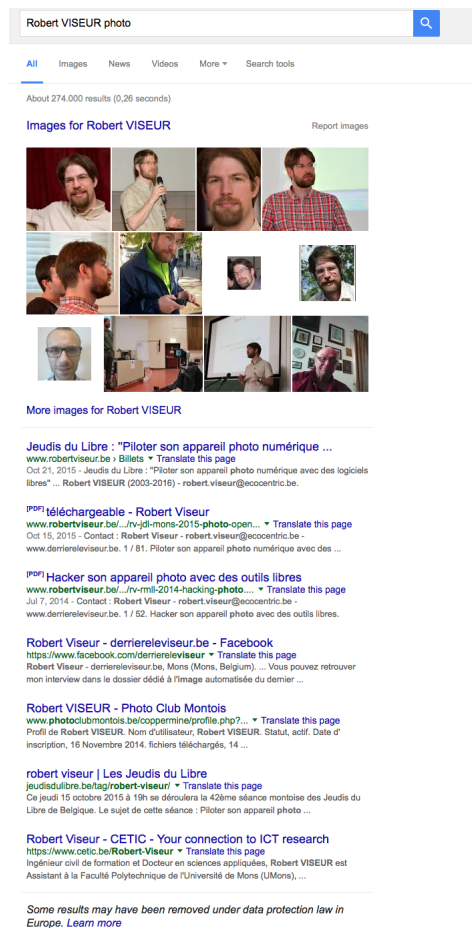 Robert VISEUR photo
All Images News Videos More Search tools
About 274.000 results (0,26 seconds)
Images for Robert VISEUR Report images
More images for Robert VISEUR
Jeudis du Libre : "Piloter son appareil photo numérique ...
www.robertviseur.be › Billets Translate this page
Oct 21, 2015 - Jeudis du Libre : "Piloter son appareil photo numérique avec des logiciels
libres" ... Robert VISEUR (2003-2016) - robert.viseur@ecocentric.be.
[PDF] téléchargeable - Robert Viseur
www.robertviseur.be/.../rv-jdl-mons-2015-photo-open... Translate this page
Oct 15, 2015 - Contact : Robert Viseur - robert.viseur@ecocentric.be -
www.derriereleviseur.be. 1 / 81. Piloter son appareil photo numérique avec des ...
[PDF] Hacker son appareil photo avec des outils libres
www.robertviseur.be/.../rv-rmll-2014-hacking-photo.... Translate this page
Jul 7, 2014 - Contact : Robert Viseur - robert.viseur@ecocentric.be -
www.derriereleviseur.be. 1 / 52. Hacker son appareil photo avec des outils libres.
Robert Viseur - derriereleviseur.be - Facebook
https://www.facebook.com/derriereleviseur Translate this page
Robert Viseur - derriereleviseur.be, Mons (Mons, Belgium). ... Vous pouvez retrouver
mon interview dans le dossier dédié à l'image automatisée du dernier ...
Robert VISEUR - Photo Club Montois
www.photoclubmontois.be/coppermine/profile.php?... Translate this page
Profil de Robert VISEUR. Nom d'utilisateur, Robert VISEUR. Statut, actif. Date d'
inscription, 16 Novembre 2014. fichiers téléchargés, 14 ...
robert viseur | Les Jeudis du Libre
jeudisdulibre.be/tag/robert-viseur/ Translate this page
Ce jeudi 15 octobre 2015 à 19h se déroulera la 42ème séance montoise des Jeudis du
Libre de Belgique. Le sujet de cette séance : Piloter son appareil photo ...
Robert Viseur - CETIC - Your connection to ICT research
https://www.cetic.be/Robert-Viseur Translate this page
Ingénieur civil de formation et Docteur en sciences appliquées, Robert VISEUR est
Assistant à la Faculté Polytechnique de l'Université de Mons (UMons), ...
Some results may have been removed under data protection law in
Europe. Learn more